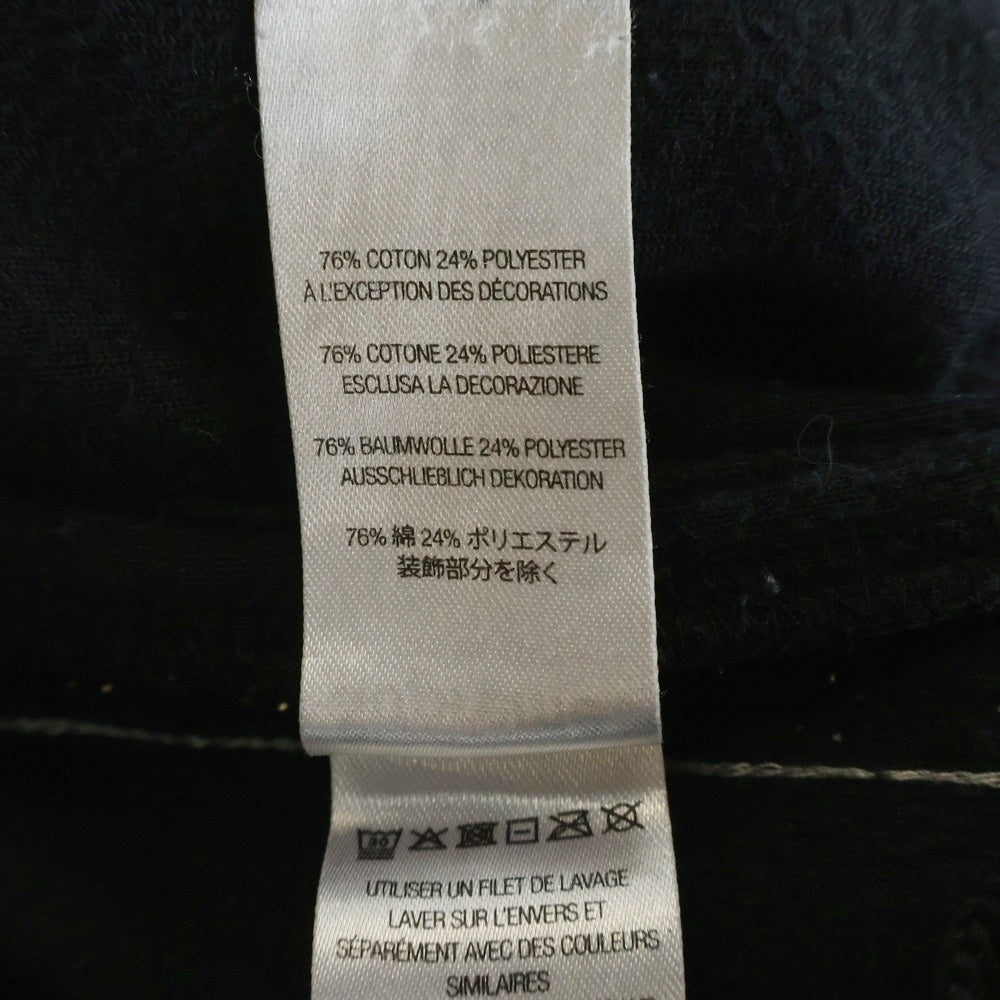 76% COTON 24% POLYESTER
À L'EXCEPTION DES DÉCORATIONS
76% COTONE 24% POLIESTERE
ESCLUSA LA DECORAZIONE
76% BAUMWOLLE 24% POLYESTER
AUSSCHLIEBLICH DEKORATION
76% 綿 24% ポリエステル
装飾部分を除く
30
UTILISER UN FILET DE LAVAGE
LAVER SUR L'ENVERS ET
SÉPARÉMENT AVEC DES COULEURS
SIMILAIRES